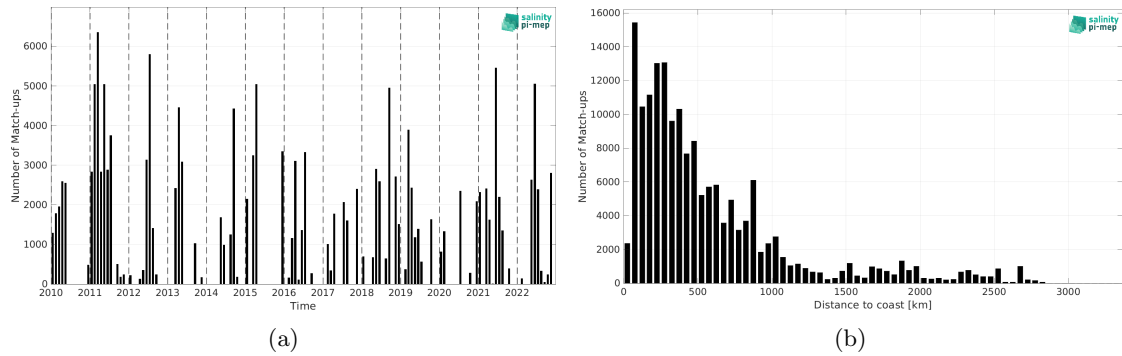 salinity
pi-mep
Number of Match-ups
6000
5000
4000
3000
2000
1000
0
2010 2011 2012 2013 2014 2015 2016 2017 2018 2019 2020 2021 2022
Time
(a)
salinity
pi-mep
Number of Match-ups
16000
14000
12000
10000
8000
6000
4000
2000
0
0 500 1000 1500 2000 2500 3000
Distance to coast [km]
(b)